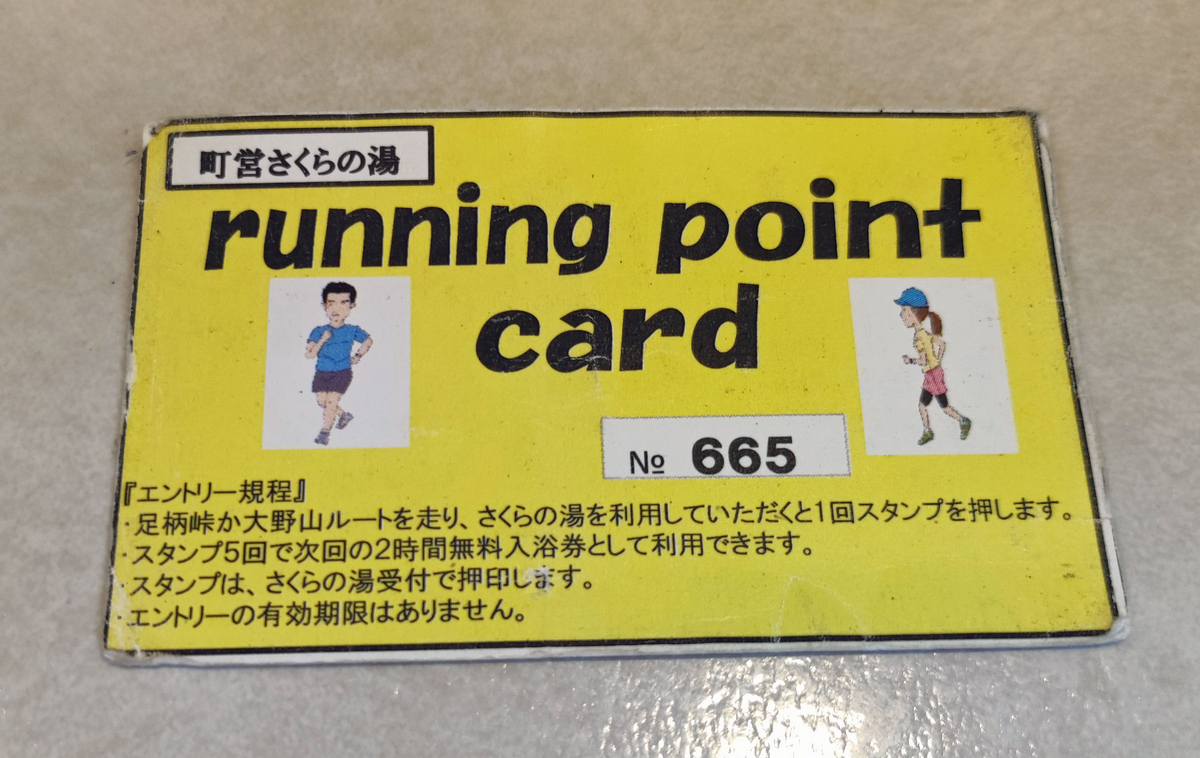 町営さくらの湯
running point
card
№ 665
『エントリー規程』
・足柄峠か大野山ルートを走り、さくらの湯を利用していただくと1回スタンプを押します。
・スタンプ5回で次回の2時間無料入浴券として利用できます。
・スタンプは、さくらの湯受付で押印します。
・エントリーの有効期限はありません。